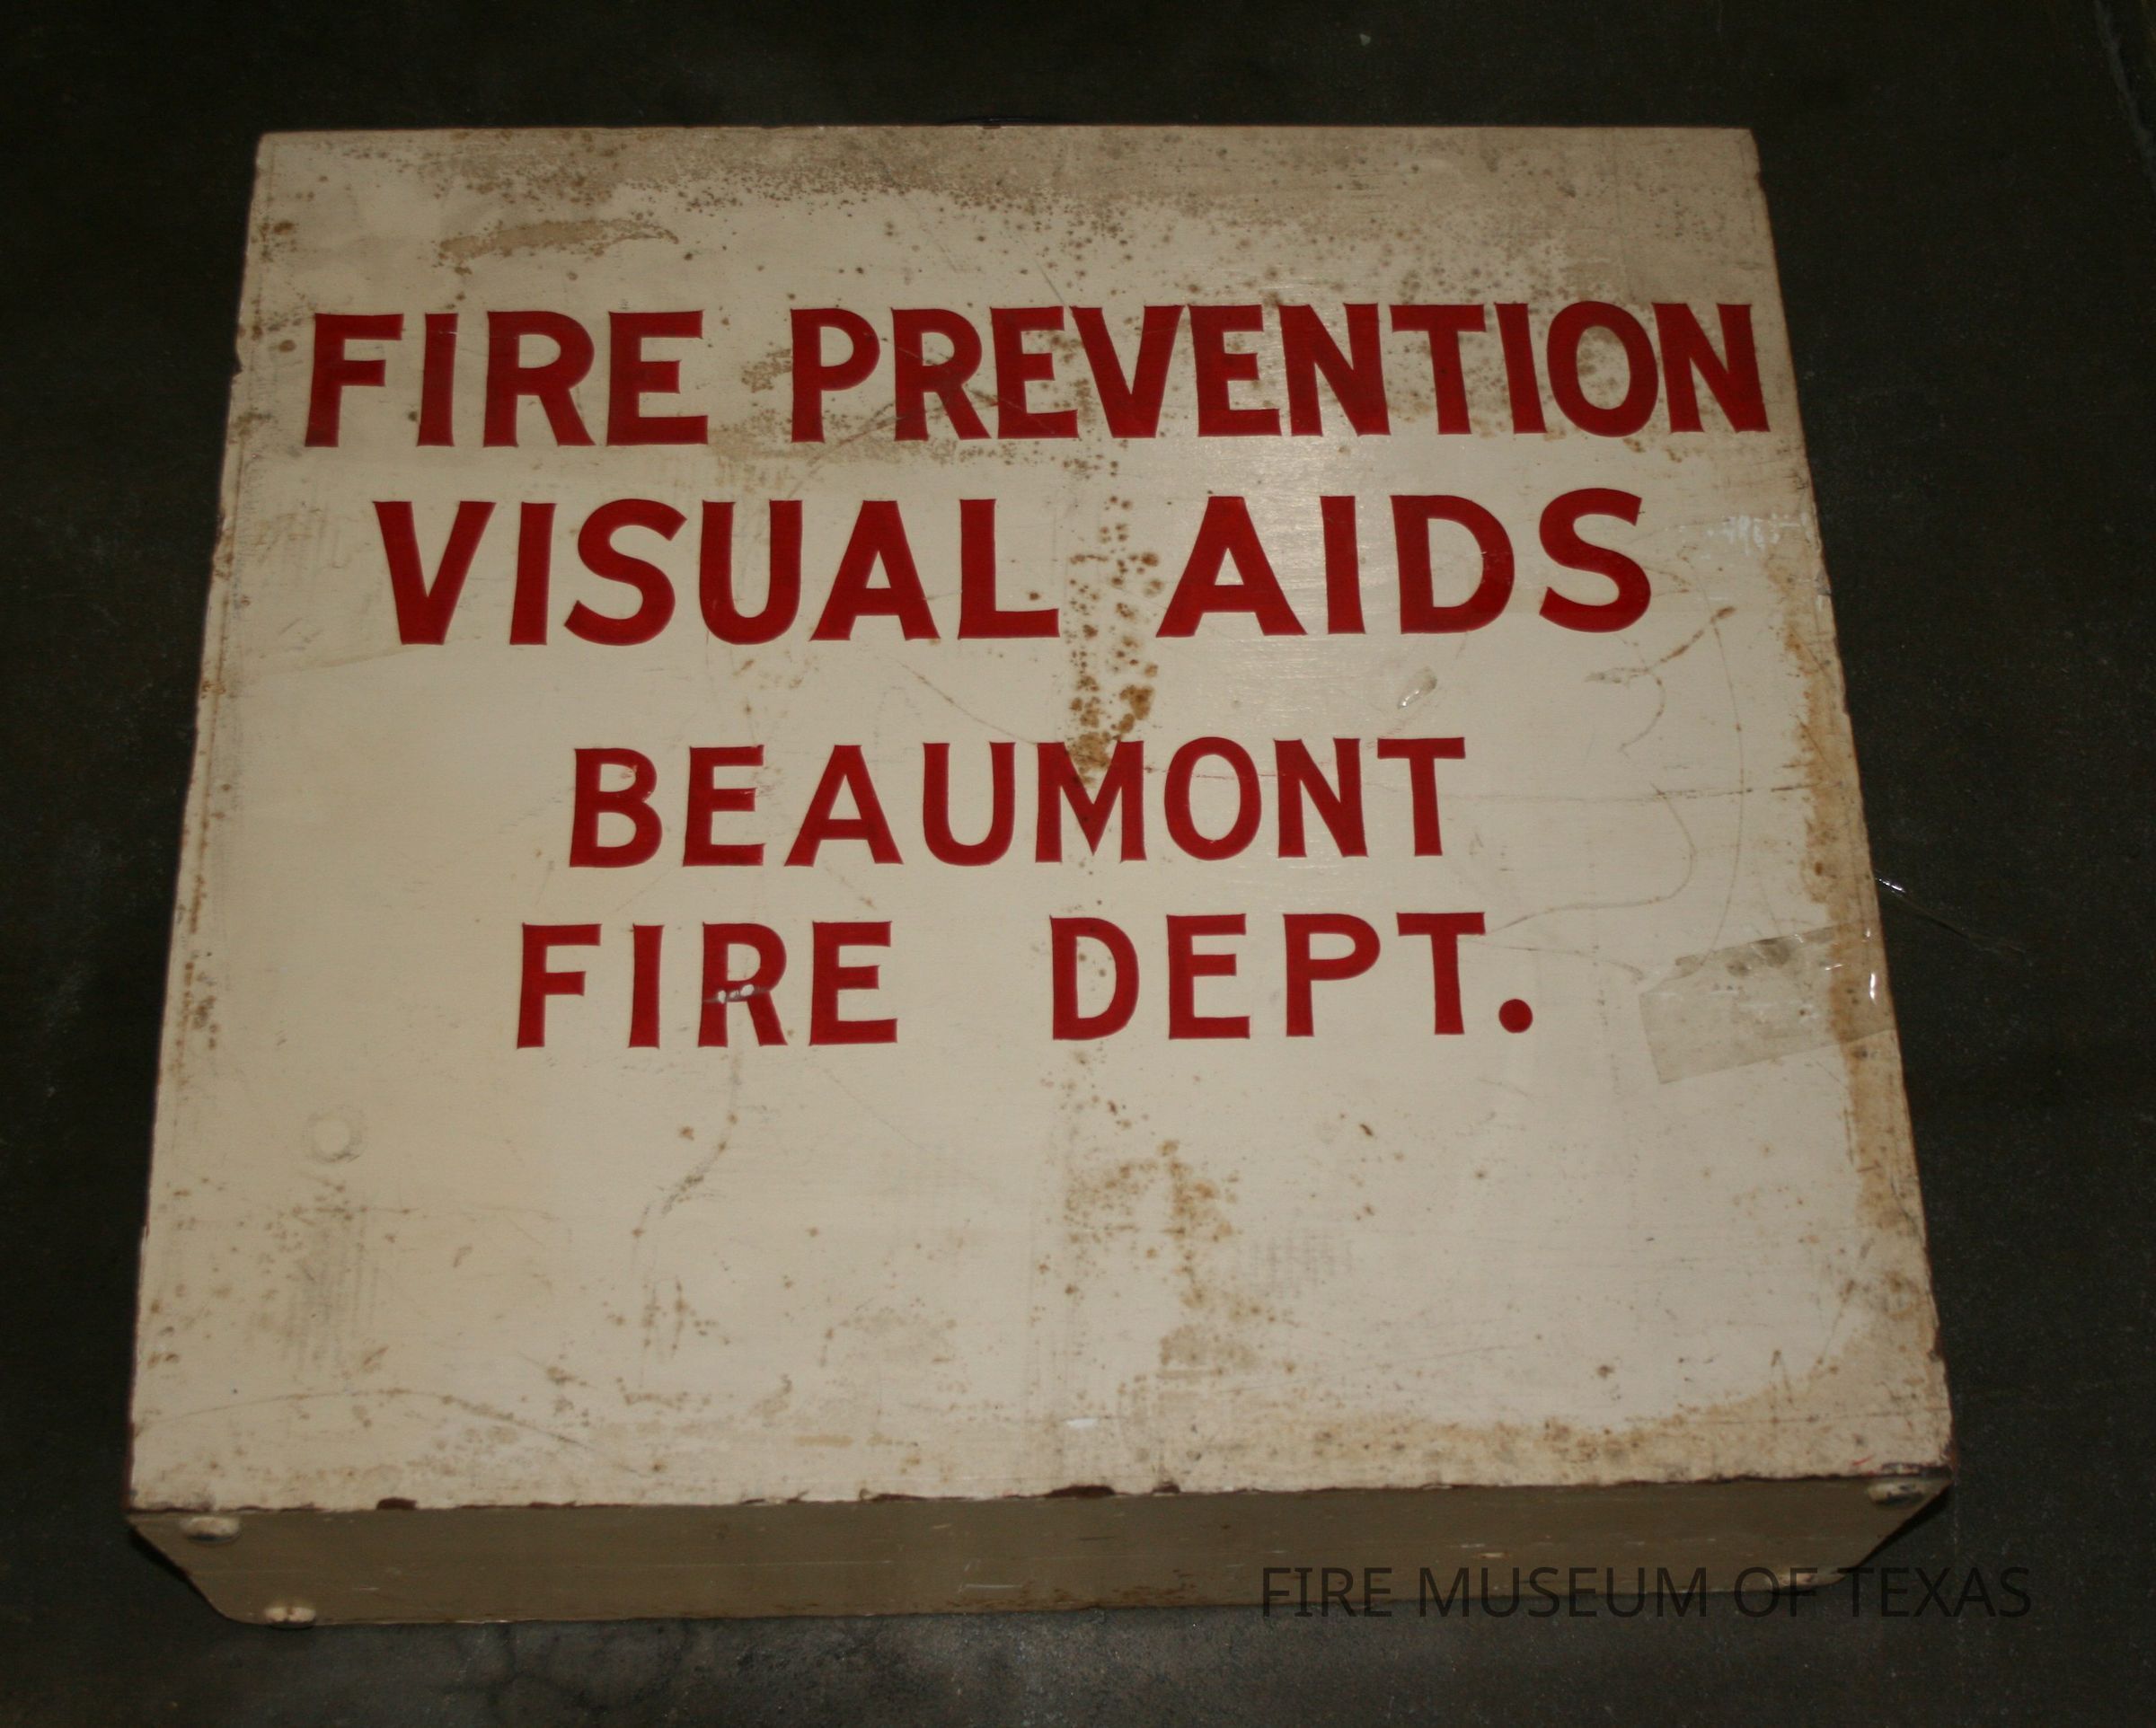 FIRE PREVENTION
VISUAL AIDS
BEAUMONT
FIRE DEPT.
FIRE MUSEUM OF TEXAS